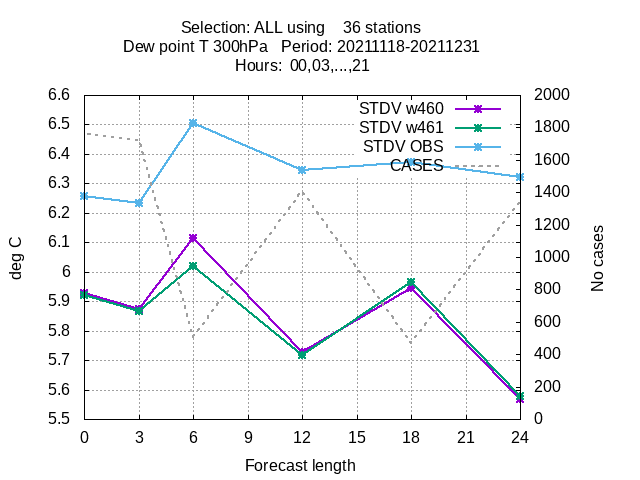 Selection: ALL using 36 stations
Dew point T 300hPa Period: 20211118-20211231
Hours: 00,03,...,21
STDV w460
STDV w461
STDV OBS
CASES
deg C
6.6
6.5
6.4
6.3
6.2
6.1
6
5.9
5.8
5.7
5.6
5.5
2000
1800
1600
1400
1200
1000
800
600
400
200
0
No cases
0 3 6 9 12 15 18 21 24
Forecast length